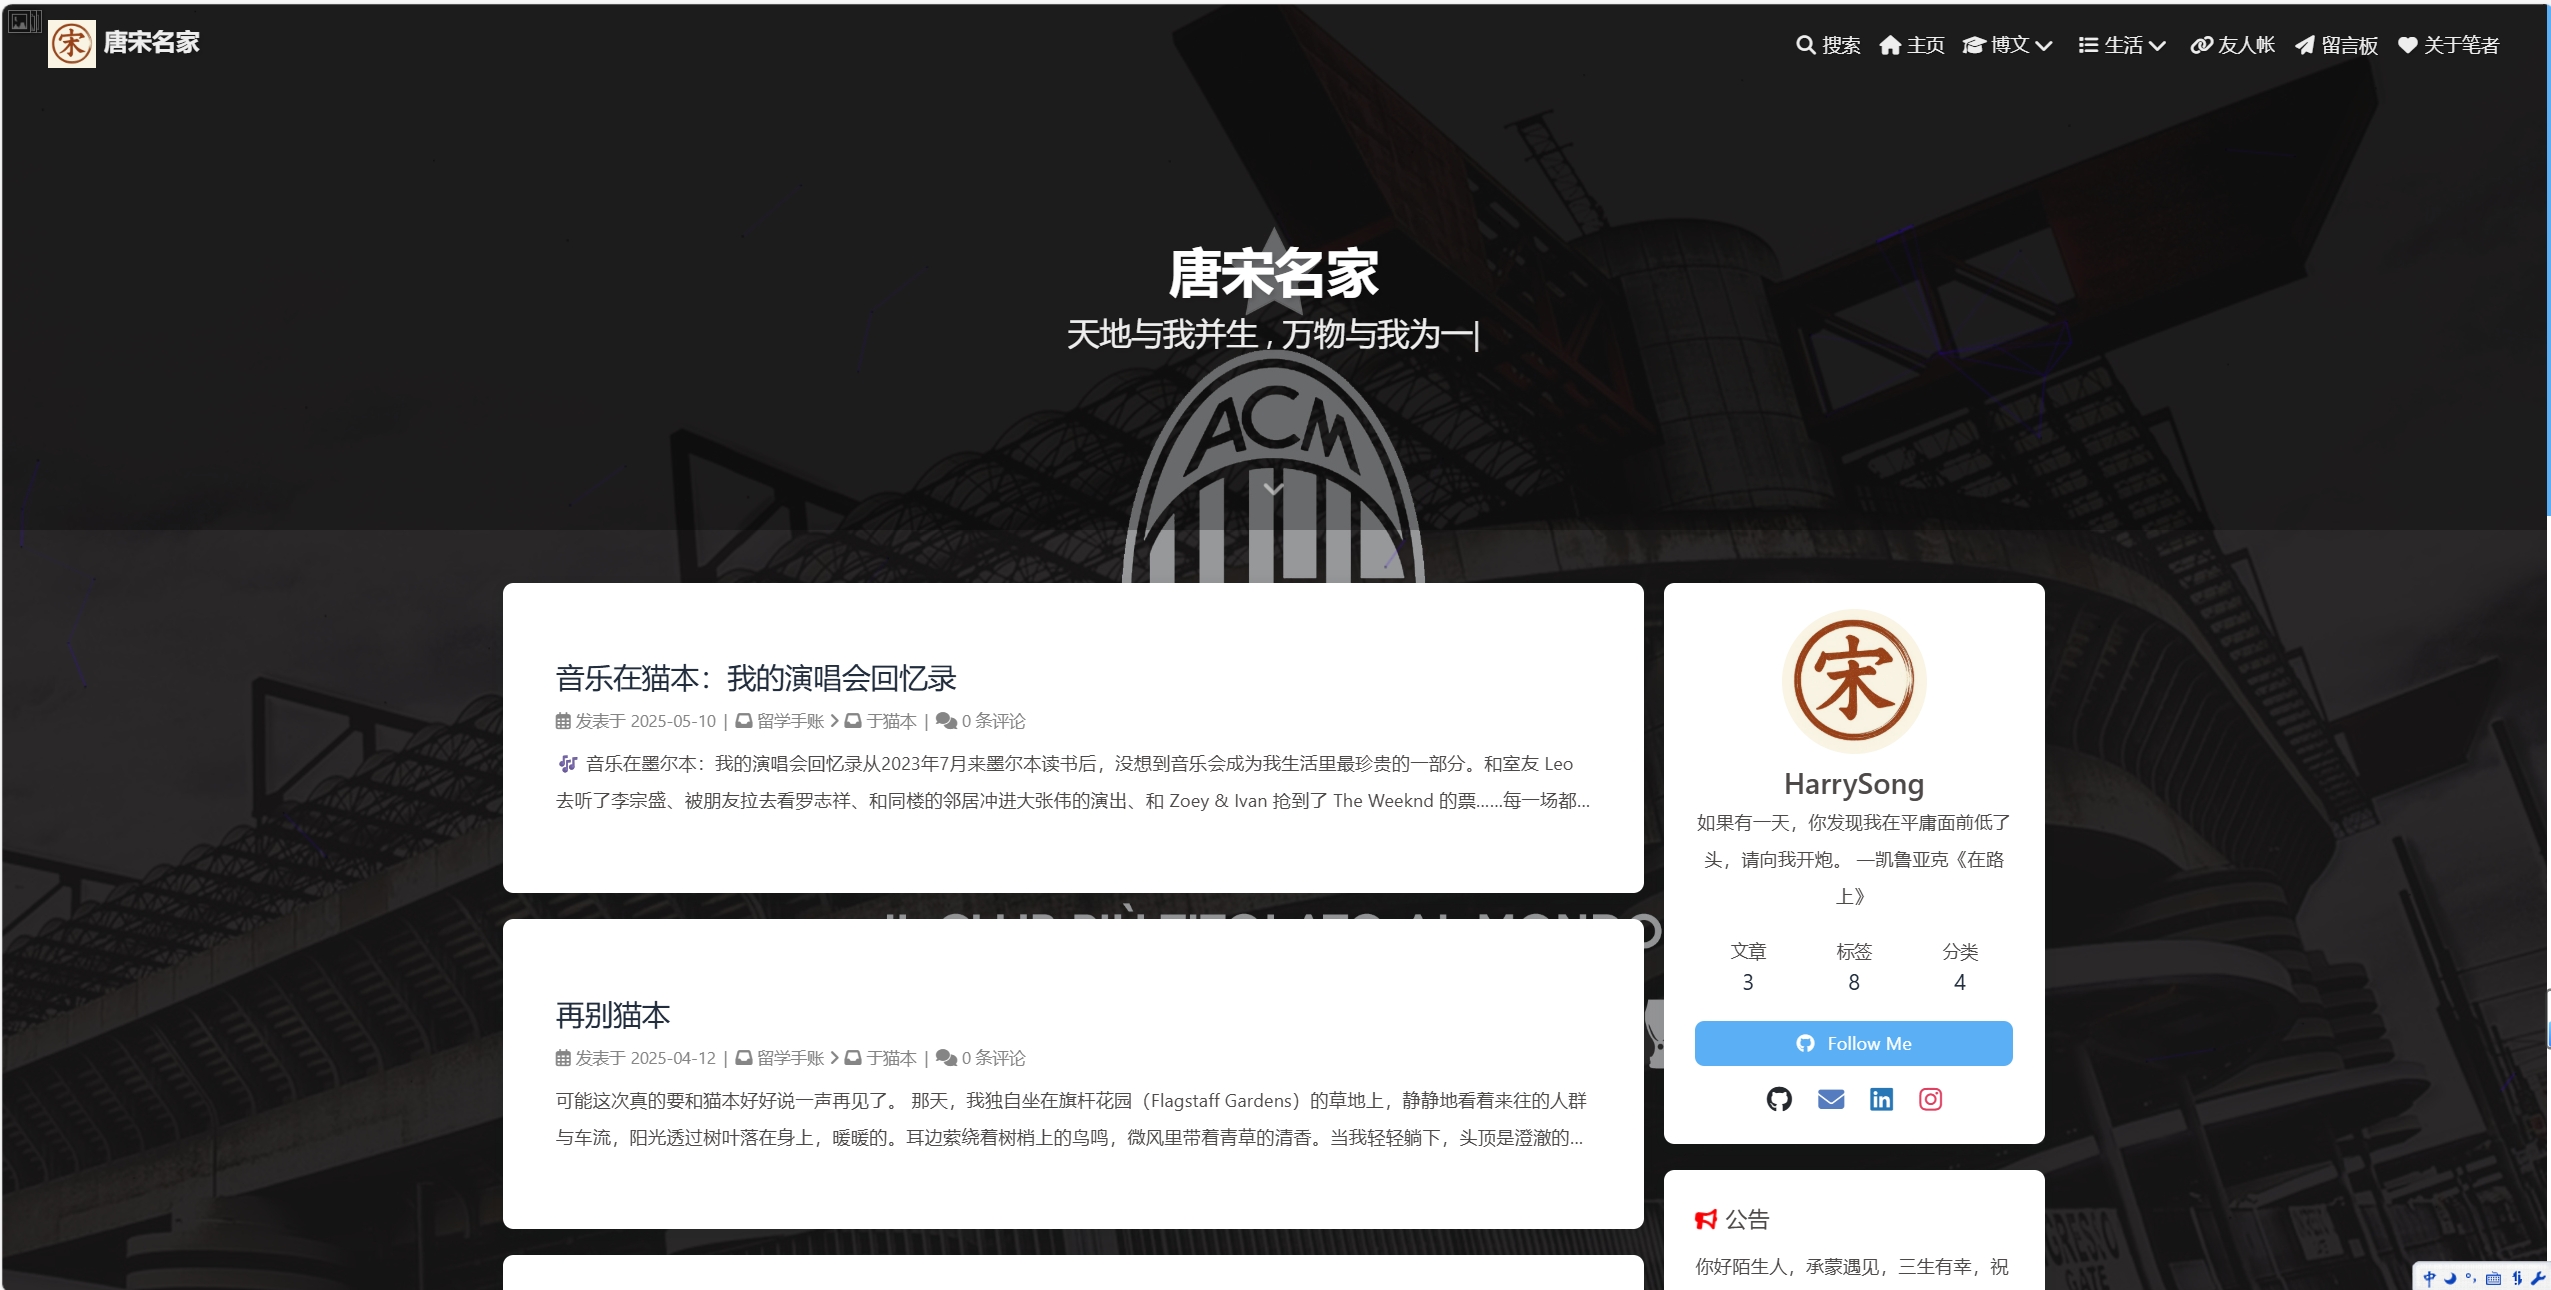 宋 唐宋名家
搜索 主页 博文 生活 友人帐 留言板 关于笔者
唐宋名家
天地与我并生 , 万物与我为一|
ACM
音乐在猫本：我的演唱会回忆录
发表于 2025-05-10 | 留学手账 > 于猫本 | 0 条评论
🎶 音乐在墨尔本：我的演唱会回忆录从2023年7月来墨尔本读书后，没想到音乐会成为我生活里最珍贵的一部分。和室友 Leo
去听了李宗盛、被朋友拉去看罗志祥、和同楼的邻居冲进大张伟的演出、和 Zoey & Ivan 抢到了 The Weeknd 的票……每一场都...
IL CLUB PIÙ TITOLATO AL MONDO
再别猫本
发表于 2025-04-12 | 留学手账 > 于猫本 | 0 条评论
可能这次真的要和猫本好好说一声再见了。 那天，我独自坐在旗杆花园（Flagstaff Gardens）的草地上，静静地看着来往的人群
与车流，阳光透过树叶落在身上，暖暖的。耳边萦绕着树梢上的鸟鸣，微风里带着青草的清香。当我轻轻躺下，头顶是澄澈的...
宋
HarrySong
如果有一天，你发现我在平庸面前低了
头，请向我开炮。 —凯鲁亚克《在路
上》
文章 标签 分类
3 8 4
Follow Me
公告
你好陌生人，承蒙遇见，三生有幸，祝
GATE
中